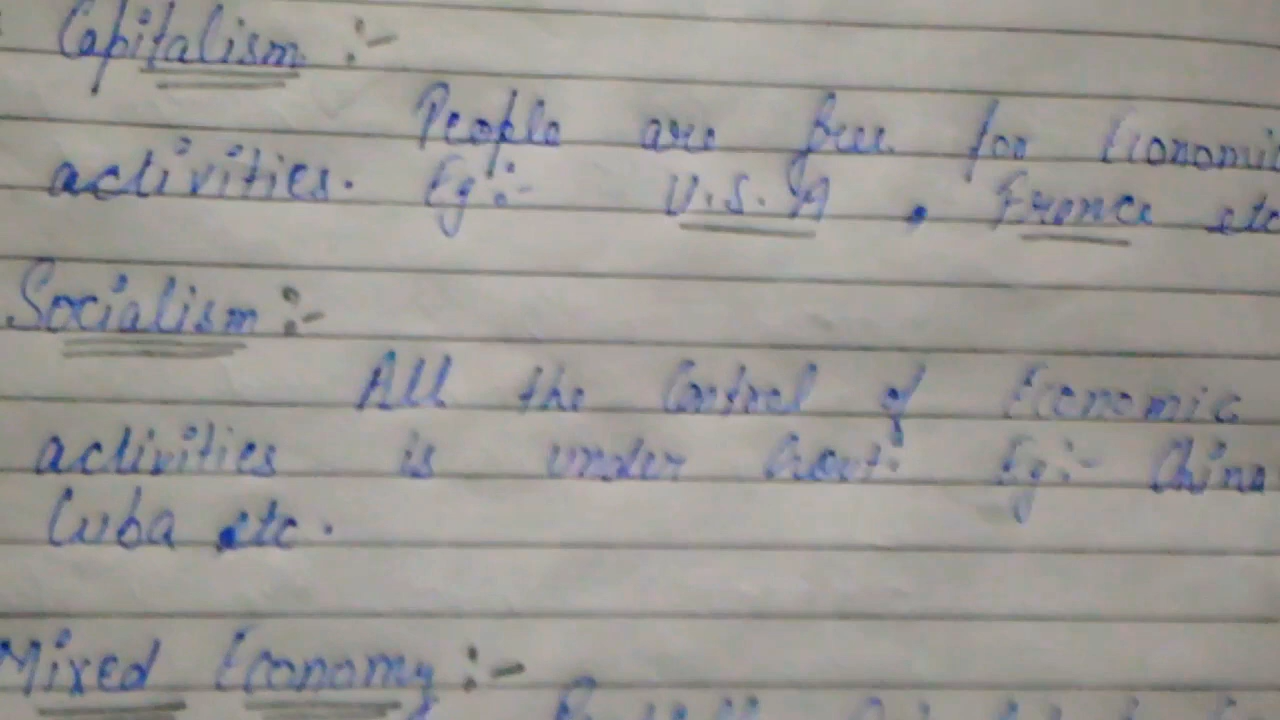 Capitalism :-
People are free for Economic
activities. Eg :- U.S.A , France etc
Socialism :-
All the Control of Economic
activities is under Govt. Eg :- China
Cuba etc.
Mixed Economy :-